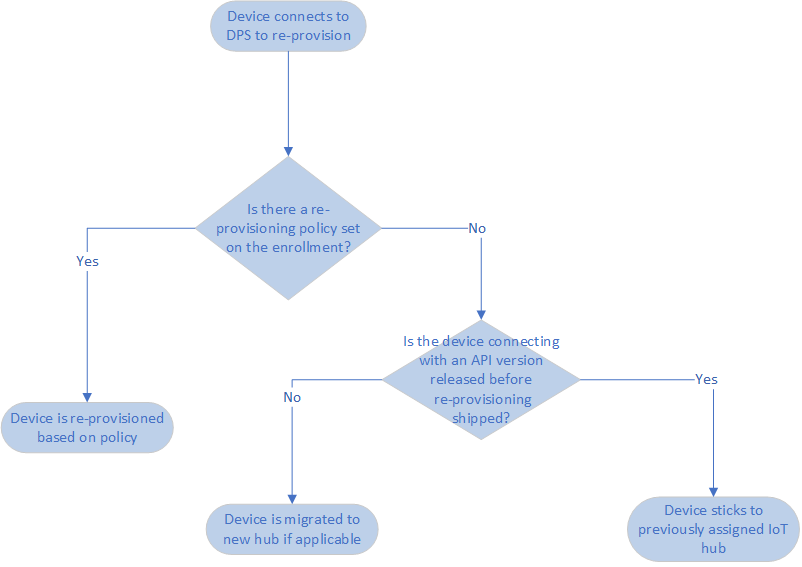 Device connects to
DPS to re-provision
Is there a re-
provisioning policy set
on the enrollment?
No
Yes
Is the device connecting
with an API version
released before
re-provisioning
shipped?
Yes
No
Device is re-provisioned
based on policy
Device is migrated to
new hub if applicable
Device sticks to
previously assigned IoT
hub